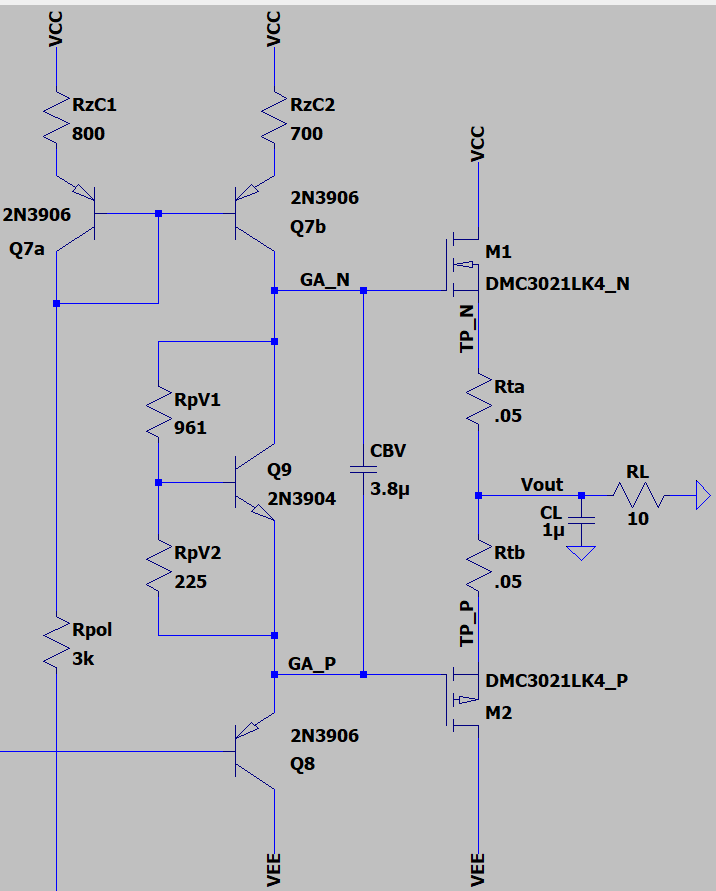 VCC
VCC
RzC1
800
RzC2
700
VCC
2N3906
Q7a
2N3906
Q7b
M1
DMC3021LK4_N
GA_N
TP_N
Rta
.05
RpV1
961
CBV
3.8µ
Q9
2N3904
Vout
RL
10
CL
1µ
RpV2
225
Rtb
.05
TP_P
Rpol
3k
GA_P
DMC3021LK4_P
M2
2N3906
Q8
VEE
VEE